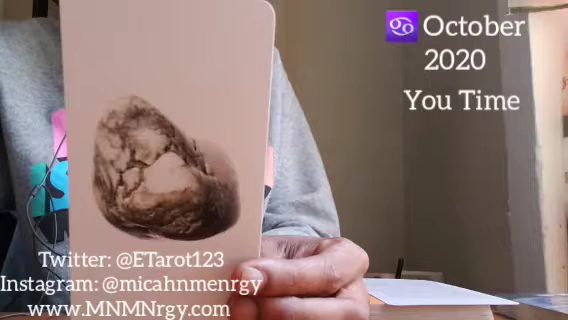 ♋ October
2020
You Time
Twitter: @ETarot123
Instagram: @micahnmenrgy
www.MNMNrgy.com